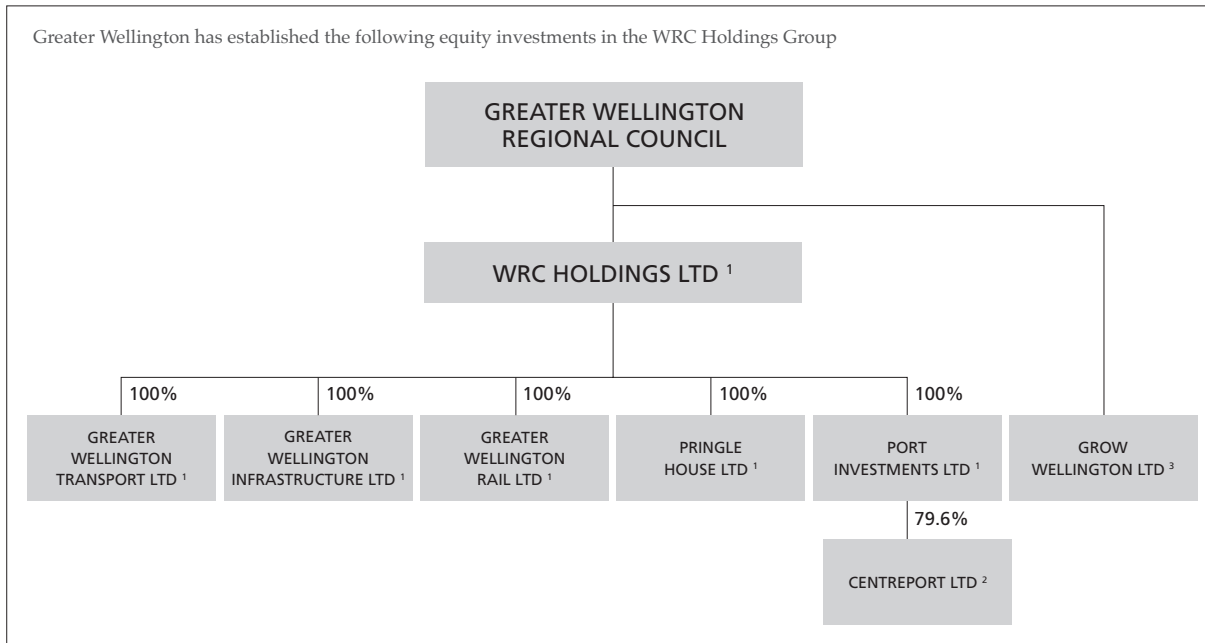 Greater Wellington has established the following equity investments in the WRC Holdings Group
GREATER WELLINGTON
REGIONAL COUNCIL
WRC HOLDINGS LTD 1
100%
100%
100%
100%
100%
GREATER
WELLINGTON
TRANSPORT LTD 1
GREATER
WELLINGTON
INFRASTRUCTURE LTD 1
GREATER
WELLINGTON
RAIL LTD 1
PRINGLE
HOUSE LTD 1
PORT
INVESTMENTS LTD 1
GROW
WELLINGTON LTD 3
79.6%
CENTREPORT LTD 2